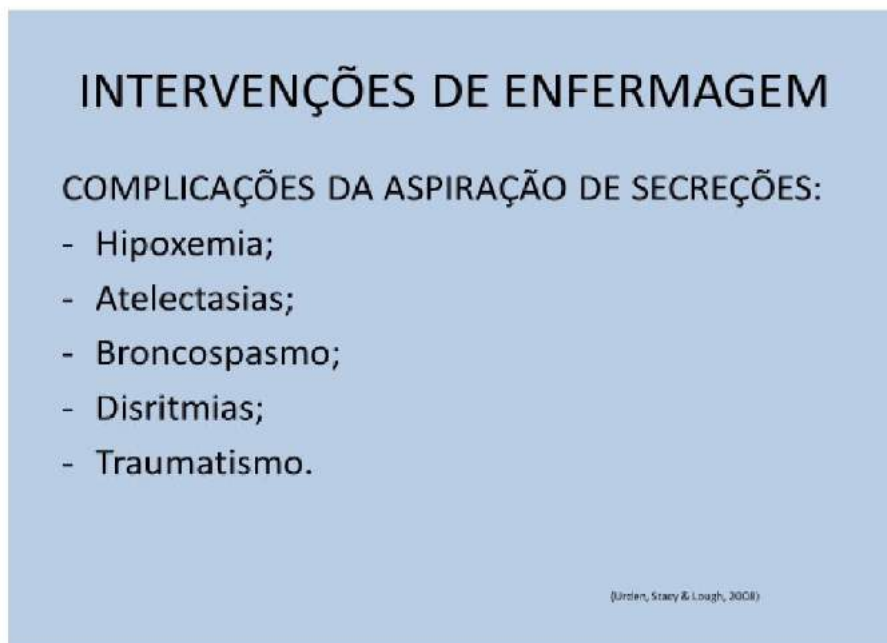 INTERVENÇÕES DE ENFERMAGEM
COMPLICAÇÕES DA ASPIRAÇÃO DE SECREÇÕES:
- Hipoxemia;
- Atelectasias;
- Broncospasmo;
- Disritmias;
- Traumatismo.
(Urden, Stacy & Lough, 2008)